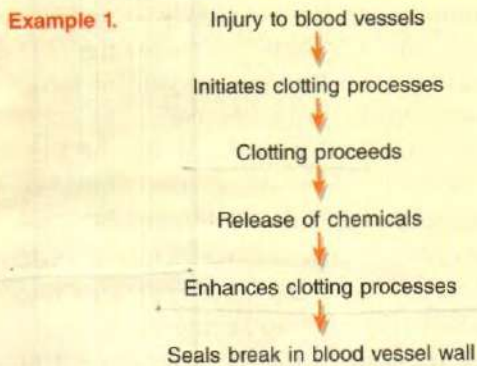 Example 1.
Injury to blood vessels
Initiates clotting processes
Clotting proceeds
Release of chemicals
Enhances clotting processes
Seals break in blood vessel wall